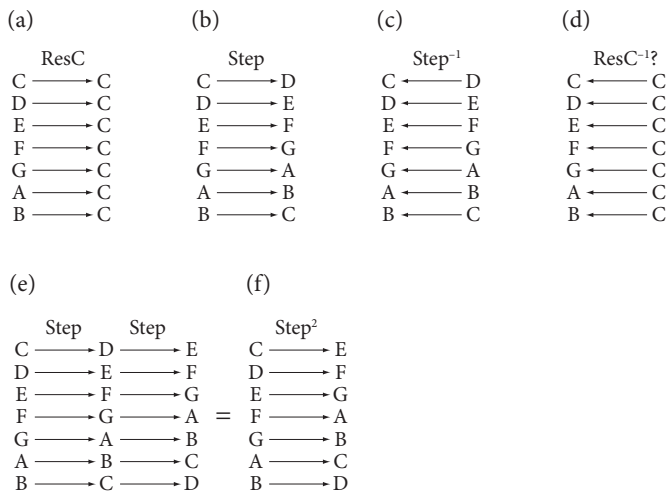 (a) (b) (c) (d)
ResC Step Step⁻¹ ResC⁻¹?
C C C D C D C C
D C D E D E D C
E C E F E F E C
F C F G F G F C
G C G A G A G C
A C A B A B A C
B C B C B C B C
(e) (f)
Step Step Step²
C D E C E
D E F D F
E F G E G
F G A = F A
G A B G B
A B C A C
B C D B D